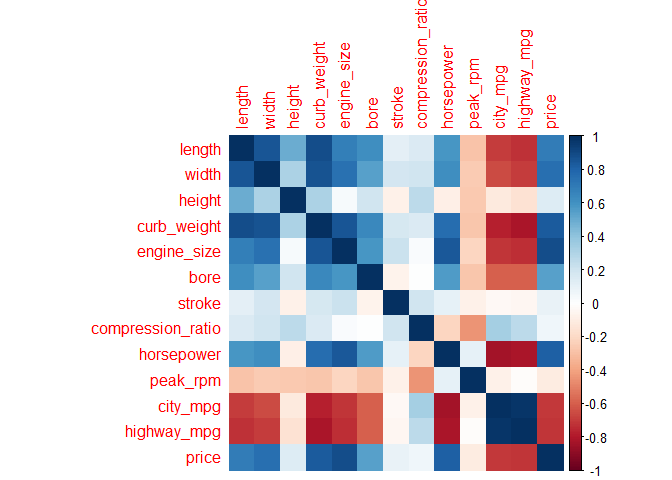 length
width
height
curb_weight
engine_size
bore
stroke
compression_ratio
horsepower
peak_rpm
city_mpg
highway_mpg
price
length
width
height
curb_weight
engine_size
bore
stroke
compression_ratio
horsepower
peak_rpm
city_mpg
highway_mpg
price
1
0.8
0.6
0.4
0.2
0
-0.2
-0.4
-0.6
-0.8
-1